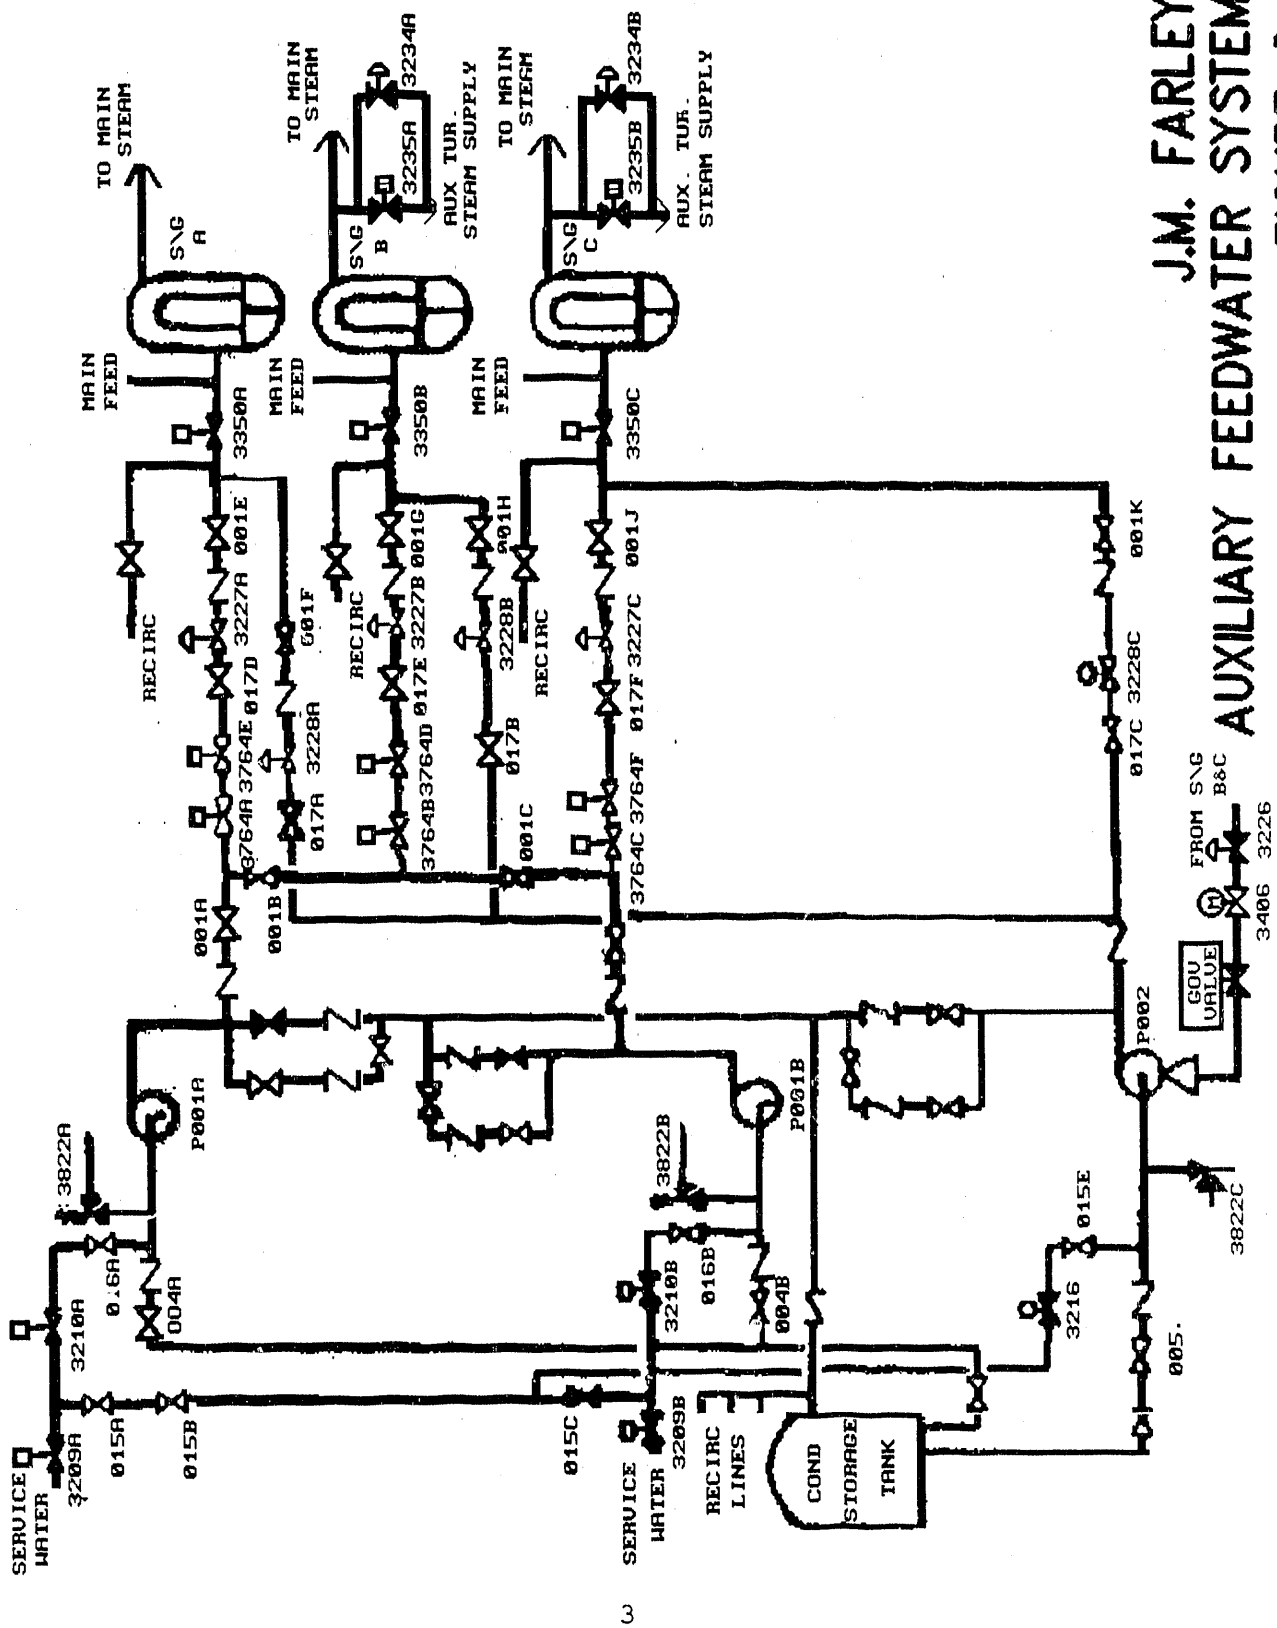 SERVICE
WATER
3209A
3210A
015A
015B
016A
3822A
004A
P001A
001A
001B
3764A
3764E
017D
3227A
001E
RECIRC
3350A
MAIN
FEED
S\G
A
TO MAIN
STEAM
017A
3228A
001F
3764B
3764D
017E
3227B
001G
RECIRC
3350B
MAIN
FEED
S\G
B
TO MAIN
STEAM
3235A
3234A
AUX TUR.
STEAM SUPPLY
001C
017B
3228B
001H
RECIRC
3764C
3764F
017F
3227C
001J
3350C
MAIN
FEED
S\G
C
TO MAIN
STEAM
3235B
3234B
AUX. TUR.
STEAM SUPPLY
SERVICE
WATER
3209B
015C
3210B
016B
3822B
004B
P001B
RECIRC
LINES
COND
STORAGE
TANK
3216
015E
005.
3822C
P002
GOV
VALVE
3406
3226
FROM S\G
B&C
017C
3228C
001K
J.M. FARLEY
AUXILIARY FEEDWATER SYSTEM
3